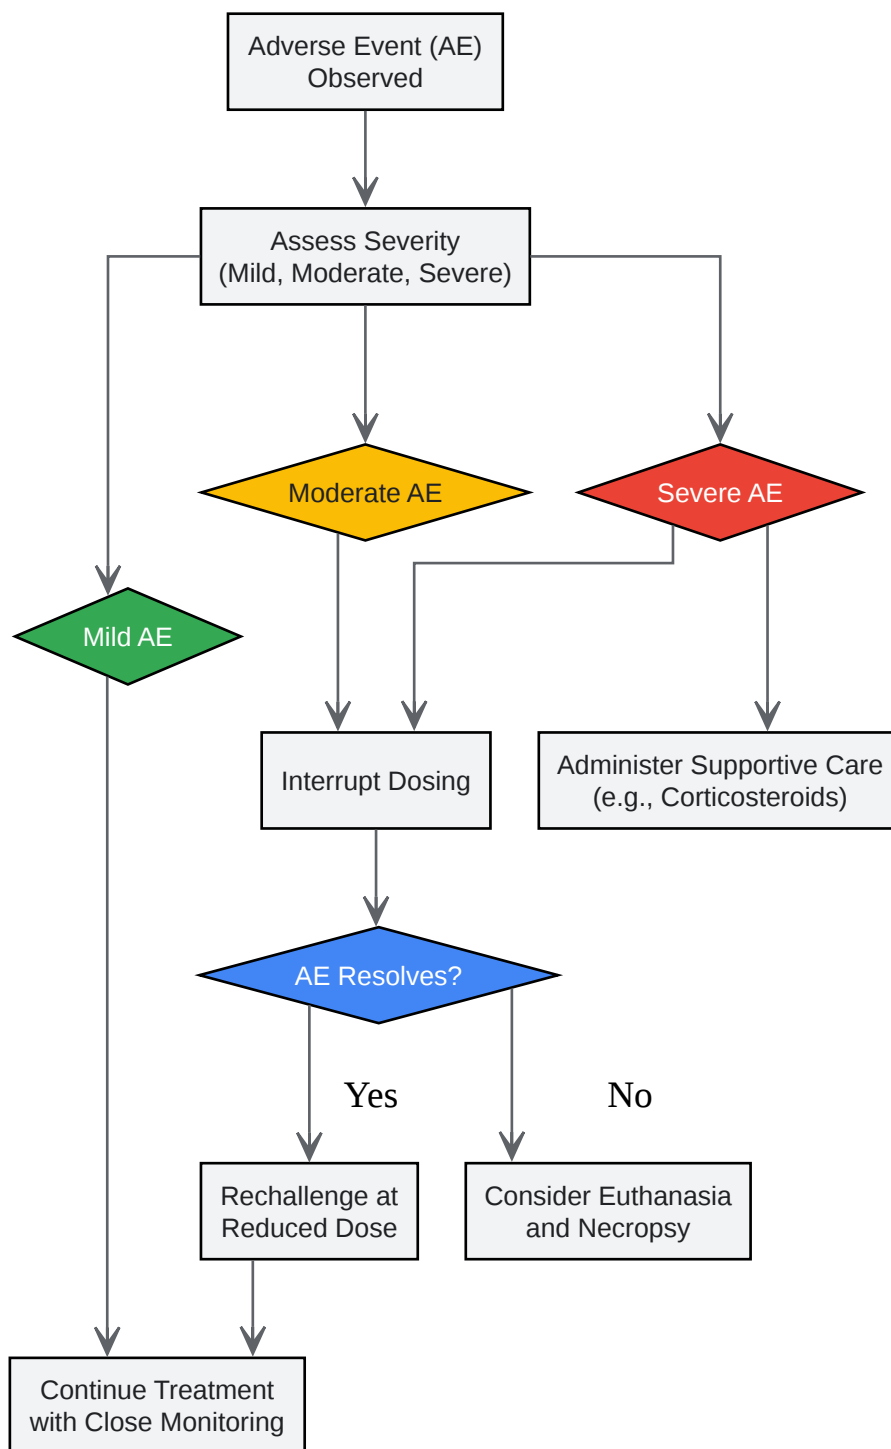 Adverse Event (AE)
Observed
Assess Severity
(Mild, Moderate, Severe)
Moderate AE
Severe AE
Mild AE
Interrupt Dosing
Administer Supportive Care
(e.g., Corticosteroids)
AE Resolves?
Yes
No
Rechallenge at
Reduced Dose
Consider Euthanasia
and Necropsy
Continue Treatment
with Close Monitoring